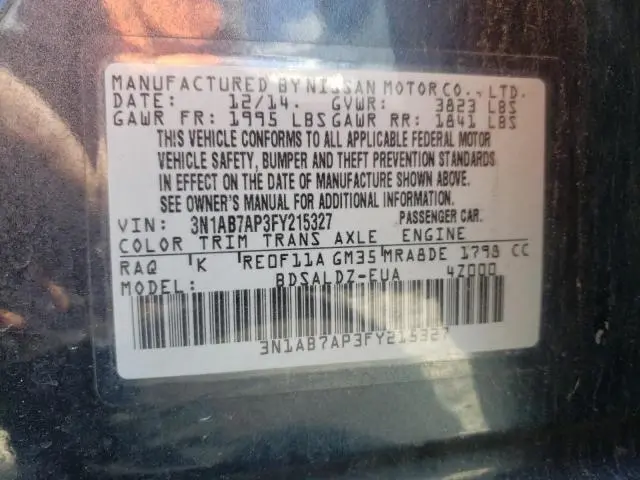 MANUFACTURED BY NISSAN MOTOR CO., LTD.
DATE: 12/14. GVWR: 3823 LBS
GAWR FR: 1995 LBS GAWR RR: 1841 LBS
THIS VEHICLE CONFORMS TO ALL APPLICABLE FEDERAL MOTOR
VEHICLE SAFETY, BUMPER AND THEFT PREVENTION STANDARDS
IN EFFECT ON THE DATE OF MANUFACTURE SHOWN ABOVE.
SEE OWNER'S MANUAL FOR ADDITIONAL INFORMATION.
VIN: 3N1AB7AP3FY215327 PASSENGER CAR.
COLOR TRIM TRANS AXLE ENGINE
RAQ K RE0F11A GM35 MRA8DE 1798 CC
MODEL: BDSALDZ-EUA 4Z000
3N1AB7AP3FY215327